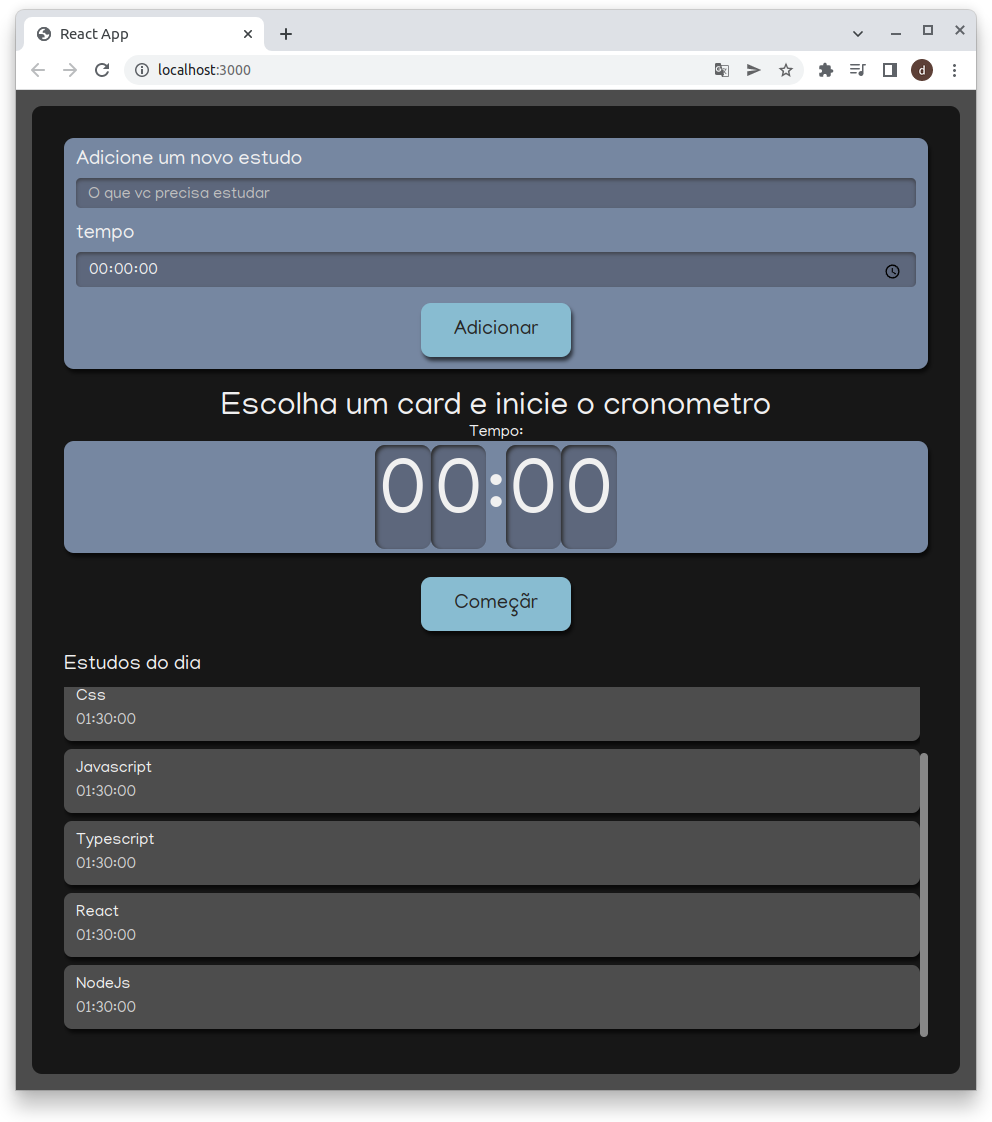 React App
localhost:3000
d
Adicione um novo estudo
O que vc precisa estudar
tempo
00:00:00
Adicionar
Escolha um card e inicie o cronometro
Tempo:
00:00
Começãr
Estudos do dia
Css
01:30:00
Javascript
01:30:00
Typescript
01:30:00
React
01:30:00
NodeJs
01:30:00